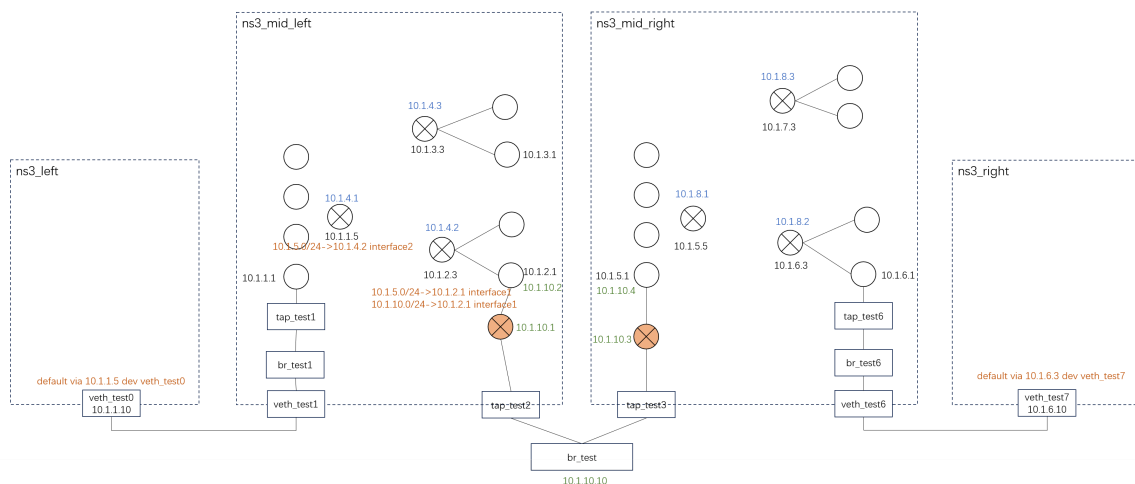 ns3_mid_left
ns3_mid_right
10.1.8.3
10.1.4.3
10.1.7.3
10.1.3.3
10.1.3.1
ns3_left
ns3_right
10.1.4.1
10.1.8.1
10.1.8.2
10.1.1.5
10.1.4.2
10.1.5.0/24->10.1.4.2 interface2
10.1.5.5
10.1.6.3
10.1.1.1
10.1.2.3
10.1.2.1
10.1.5.1
10.1.6.1
10.1.10.2
10.1.5.0/24->10.1.2.1 interface1
10.1.10.4
10.1.10.0/24->10.1.2.1 interface1
tap_test1
tap_test6
10.1.10.1
10.1.10.3
br_test1
br_test6
default via 10.1.1.5 dev veth_test0
default via 10.1.6.3 dev veth_test7
veth_test0
10.1.1.10
veth_test1
tap_test2
tap_test3
veth_test6
veth_test7
10.1.6.10
br_test
10.1.10.10